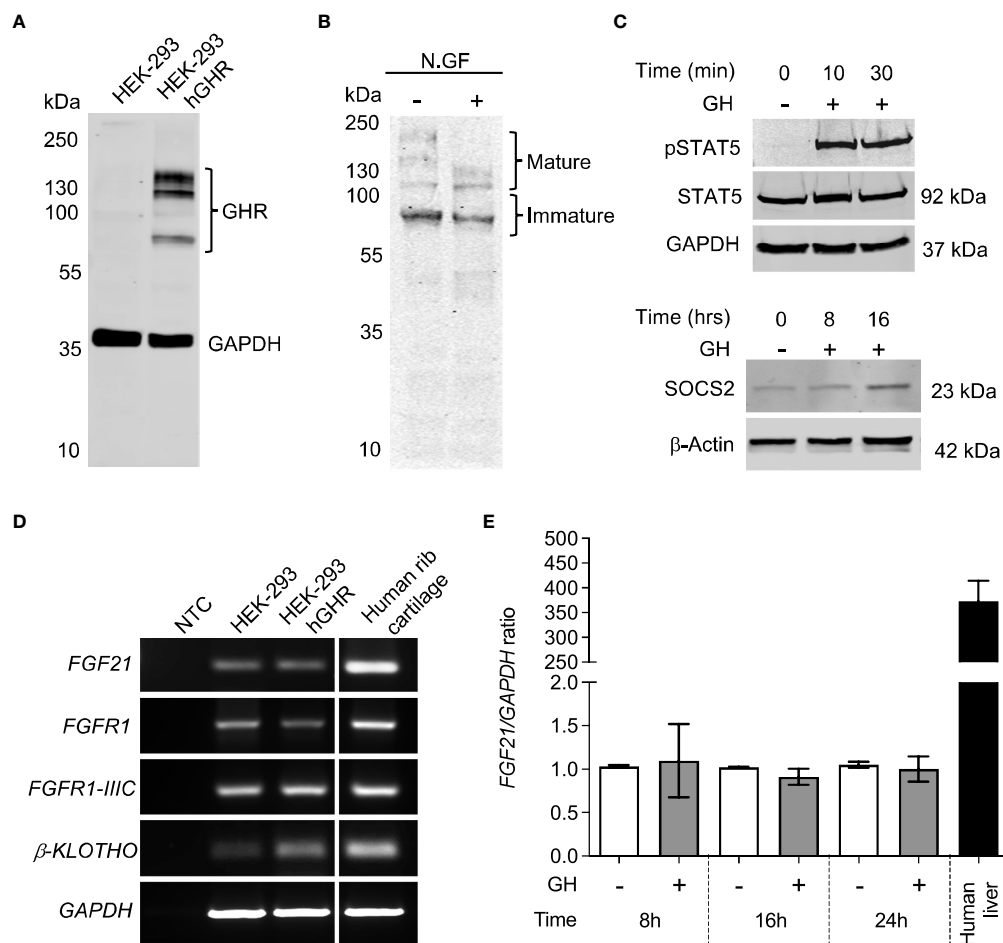 A
HEK-293
HEK-293
hGHR
kDa
250
130
100
55
35
10
GHR
GAPDH
B
N.GF
kDa
- +
250
130
100
55
35
10
Mature
Immature
C
Time (min) 0 10 30
GH - + +
pSTAT5
STAT5 92 kDa
GAPDH 37 kDa
Time (hrs) 0 8 16
GH - + +
SOCS2 23 kDa
β-Actin 42 kDa
D
NTC
HEK-293
HEK-293
hGHR
Human rib
cartilage
FGF21
FGFR1
FGFR1-IIIC
β-KLOTHO
GAPDH
E
FGF21/GAPDH ratio
500
450
400
350
300
250
2.0
1.5
1.0
0.5
0.0
GH - + - + - +
Time 8h 16h 24h
Human
liver